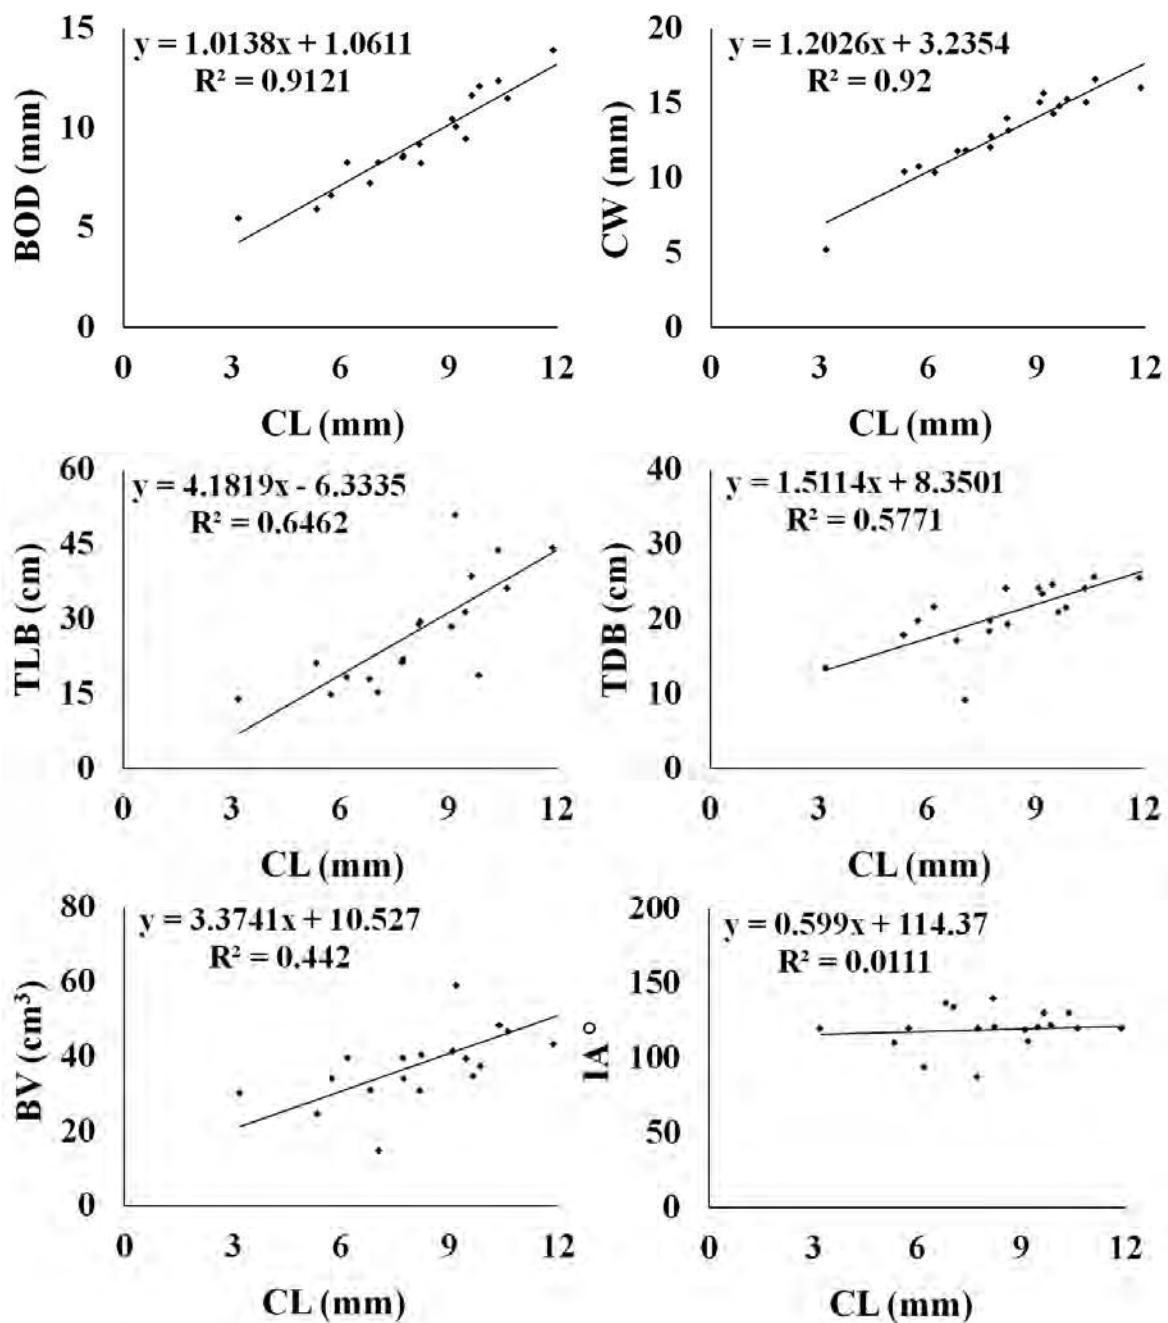 y = 1.0138x + 1.0611
R² = 0.9121
BOD (mm)
15
10
5
0
0 3 6 9 12
CL (mm)
y = 1.2026x + 3.2354
R² = 0.92
CW (mm)
20
15
10
5
0
0 3 6 9 12
CL (mm)
y = 4.1819x - 6.3335
R² = 0.6462
TLB (cm)
60
45
30
15
0
0 3 6 9 12
CL (mm)
y = 1.5114x + 8.3501
R² = 0.5771
TDB (cm)
40
30
20
10
0
0 3 6 9 12
CL (mm)
y = 3.3741x + 10.527
R² = 0.442
BV (cm³)
80
60
40
20
0
0 3 6 9 12
CL (mm)
y = 0.599x + 114.37
R² = 0.0111
IA°
200
150
100
50
0
0 3 6 9 12
CL (mm)